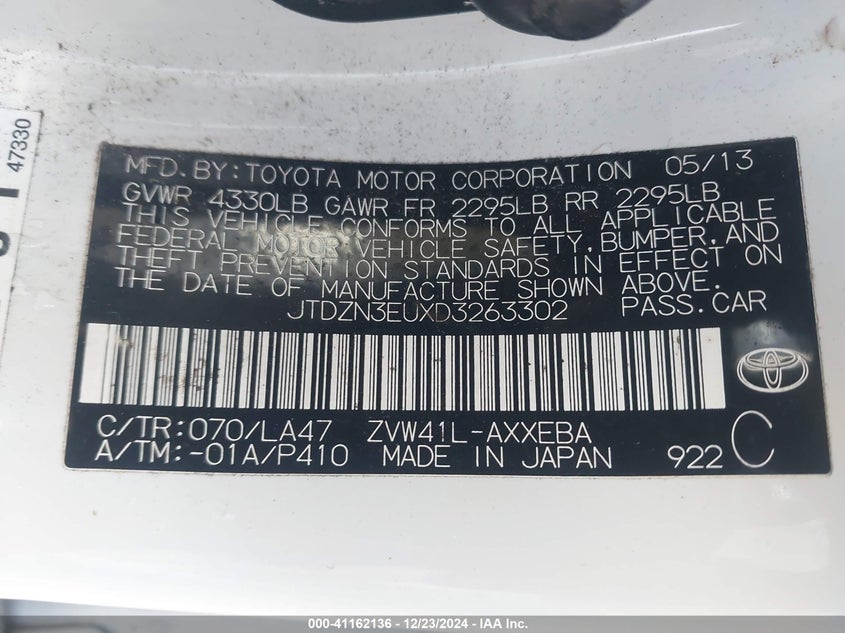 47330
MFD. BY: TOYOTA MOTOR CORPORATION 05/13
GVWR 4330LB GAWR FR 2295LB RR 2295LB
THIS VEHICLE CONFORMS TO ALL APPLICABLE
FEDERAL MOTOR VEHICLE SAFETY, BUMPER, AND
THEFT PREVENTION STANDARDS IN EFFECT ON
THE DATE OF MANUFACTURE SHOWN ABOVE.
JTDZN3EUXD3263302 PASS. CAR
C/TR: 070/LA47 ZVW41L-AXXEBA
A/TM: -01A/P410 MADE IN JAPAN 922 C
000-41162136 - 12/23/2024 - IAA Inc.